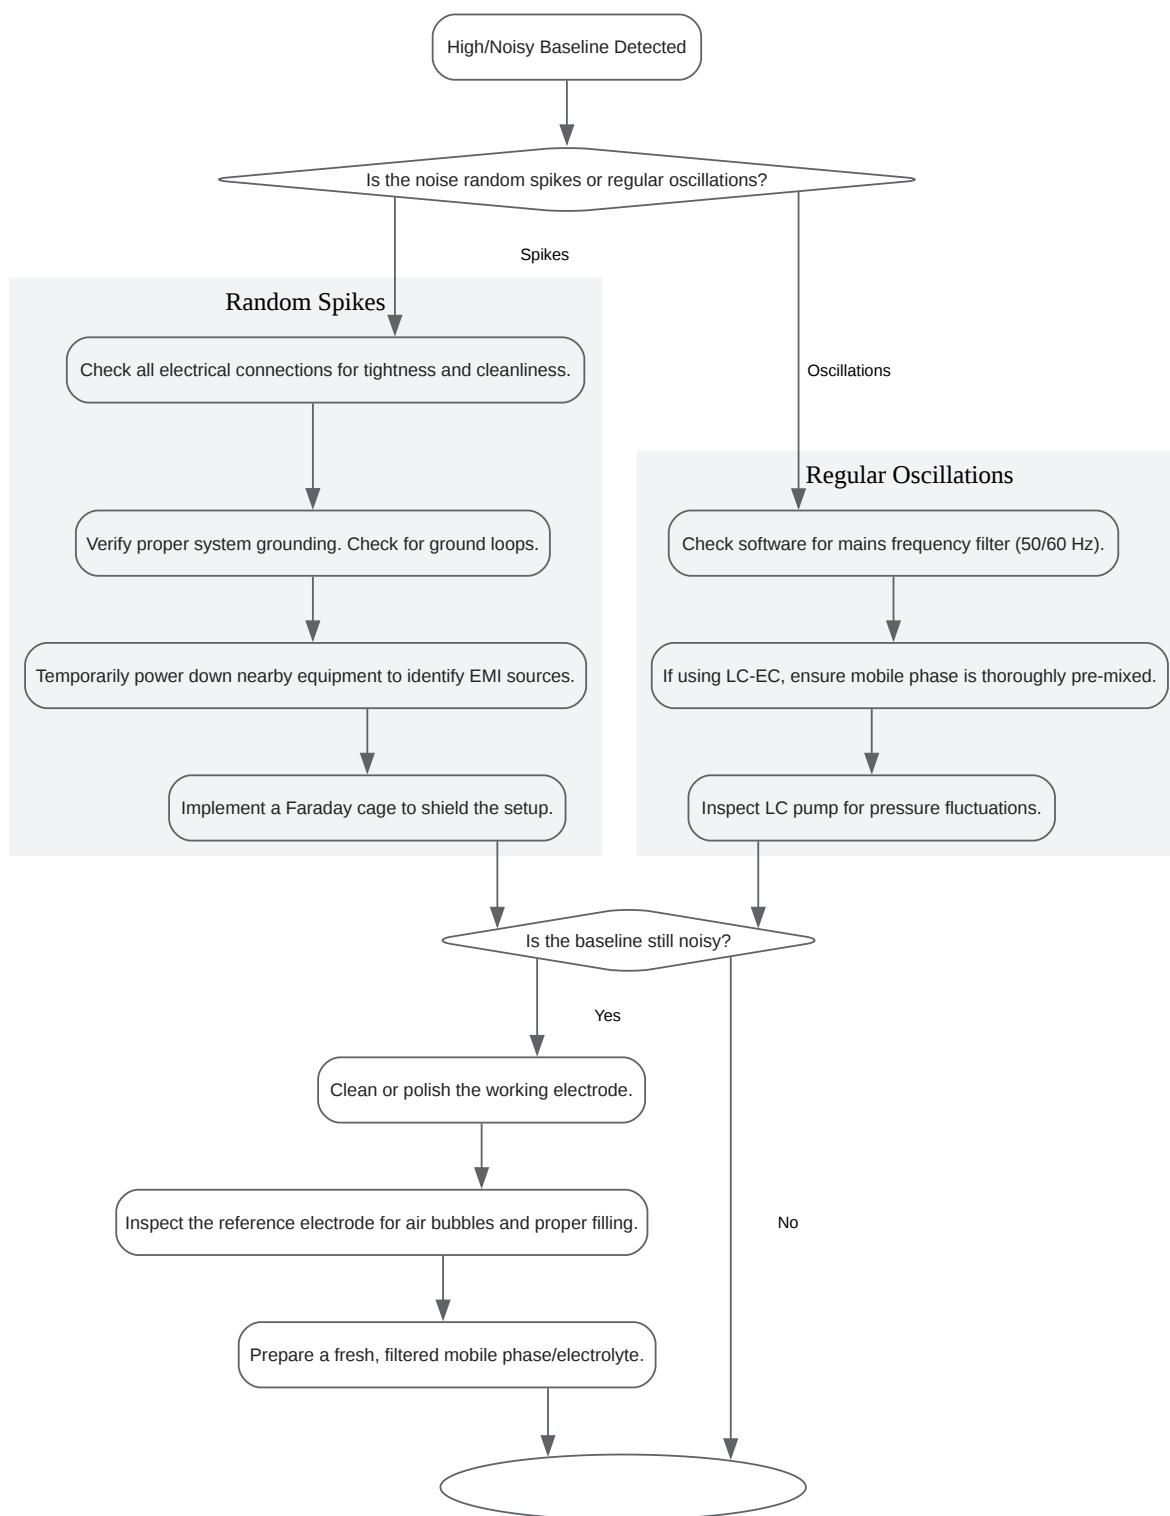 High/Noisy Baseline Detected
Is the noise random spikes or regular oscillations?
Spikes
Random Spikes
Check all electrical connections for tightness and cleanliness.
Oscillations
Regular Oscillations
Verify proper system grounding. Check for ground loops.
Check software for mains frequency filter (50/60 Hz).
Temporarily power down nearby equipment to identify EMI sources.
If using LC-EC, ensure mobile phase is thoroughly pre-mixed.
Implement a Faraday cage to shield the setup.
Inspect LC pump for pressure fluctuations.
Is the baseline still noisy?
Yes
Clean or polish the working electrode.
Inspect the reference electrode for air bubbles and proper filling.
No
Prepare a fresh, filtered mobile phase/electrolyte.